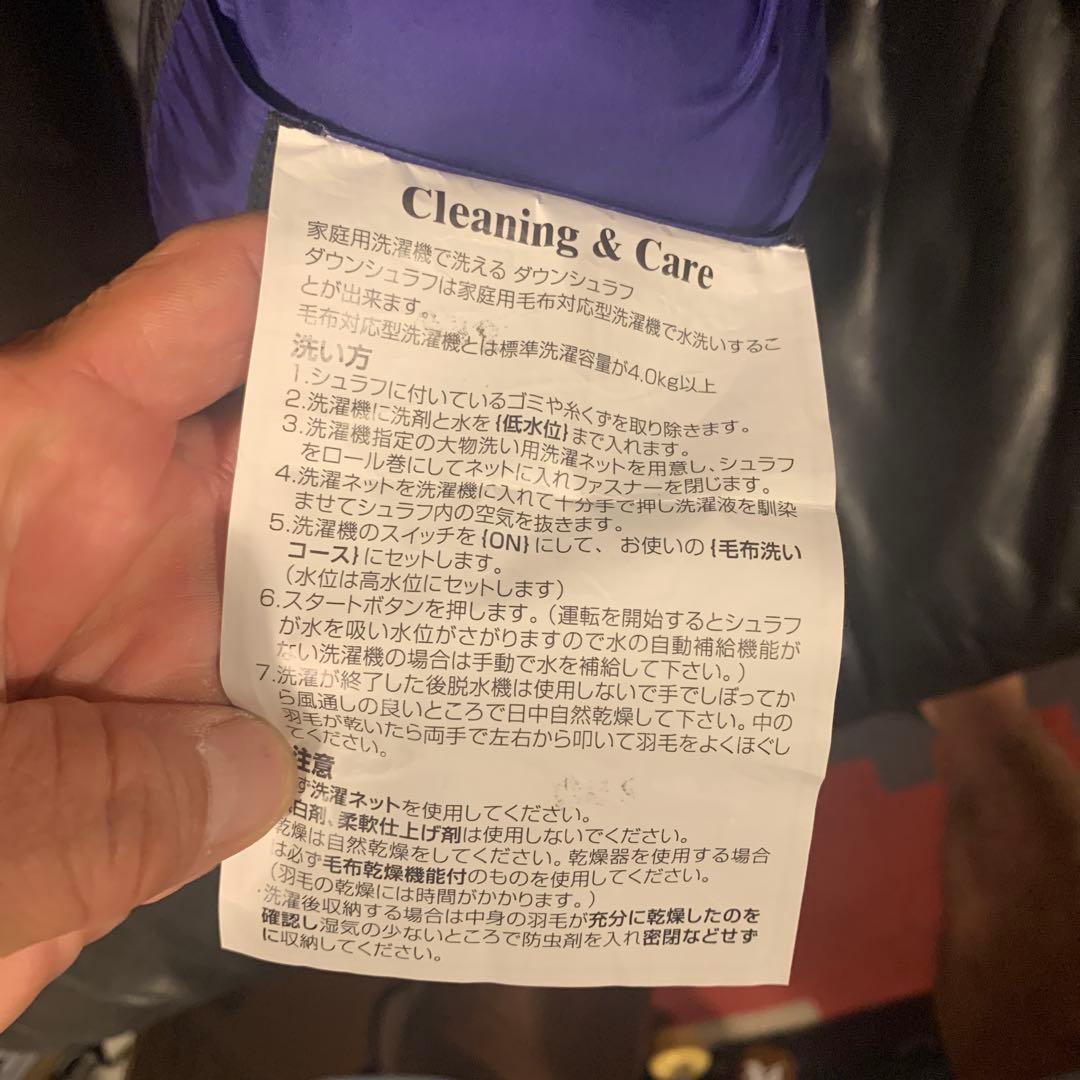 Cleaning & Care
家庭用洗濯機で洗える ダウンシュラフ
ダウンシュラフは家庭用毛布対応型洗濯機で水洗いするこ
とが出来ます。
毛布対応型洗濯機とは標準洗濯容量が4.0kg以上
洗い方
1.シュラフに付いているゴミや糸くずを取り除きます。
2.洗濯機に洗剤と水を{低水位}まで入れます。
3.洗濯機指定の大物洗い用洗濯ネットを用意し、シュラフ
をロール巻にしてネットに入れファスナーを閉じます。
4.洗濯ネットを洗濯機に入れて十分手で押し洗濯液を馴染
ませてシュラフ内の空気を抜きます。
5.洗濯機のスイッチを{ON}にして、お使いの{毛布洗い
コース}にセットします。
（水位は高水位にセットします）
6.スタートボタンを押します。（運転を開始するとシュラフ
が水を吸い水位がさがりますので水の自動補給機能が
ない洗濯機の場合は手動で水を補給して下さい。）
7.洗濯が終了した後脱水機は使用しないで手でしぼってか
ら風通しの良いところで日中自然乾燥して下さい。中の
羽毛が乾いたら両手で左右から叩いて羽毛をよくほぐし
てください。
注意
ず洗濯ネットを使用してください。
白剤、柔軟仕上げ剤は使用しないでください。
乾燥は自然乾燥をしてください。乾燥器を使用する場合
は必ず毛布乾燥機能付のものを使用してください。
（羽毛の乾燥には時間がかかります。）
・洗濯後収納する場合は中身の羽毛が充分に乾燥したのを
確認し湿気の少ないところで防虫剤を入れ密閉などせず
に収納してください。